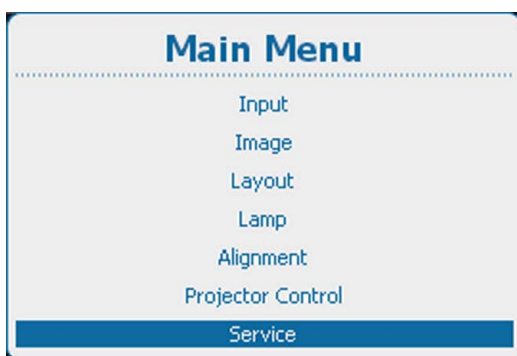 Main Menu
Input
Image
Layout
Lamp
Alignment
Projector Control
Service